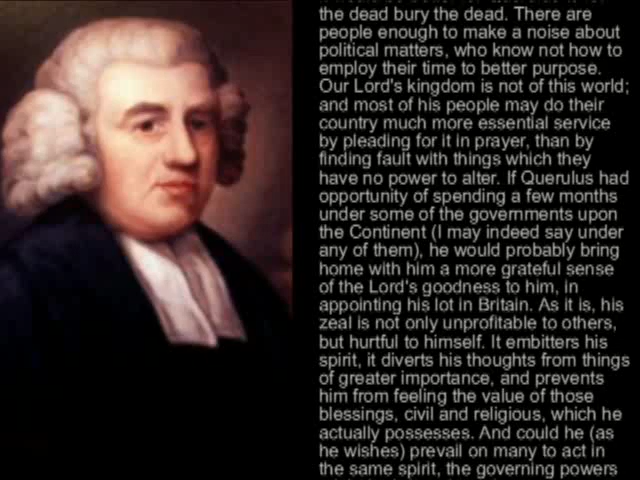 the dead bury the dead. There are
people enough to make a noise about
political matters, who know not how to
employ their time to better purpose.
Our Lord's kingdom is not of this world;
and most of his people may do their
country much more essential service
by pleading for it in prayer, than by
finding fault with things which they
have no power to alter. If Querulus had
opportunity of spending a few months
under some of the governments upon
the Continent (I may indeed say under
any of them), he would probably bring
home with him a more grateful sense
of the Lord's goodness to him, in
appointing his lot in Britain. As it is, his
zeal is not only unprofitable to others,
but hurtful to himself. It embitters his
spirit, it diverts his thoughts from things
of greater importance, and prevents
him from feeling the value of those
blessings, civil and religious, which he
actually possesses. And could he (as
he wishes) prevail on many to act in
the same spirit, the governing powers